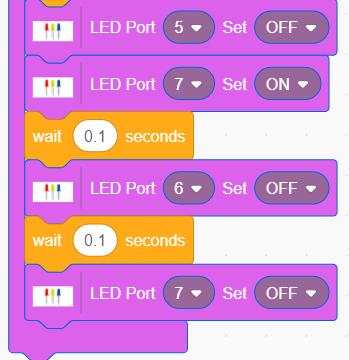 LED Port 5 Set OFF
LED Port 7 Set ON
wait 0.1 seconds
LED Port 6 Set OFF
wait 0.1 seconds
LED Port 7 Set OFF